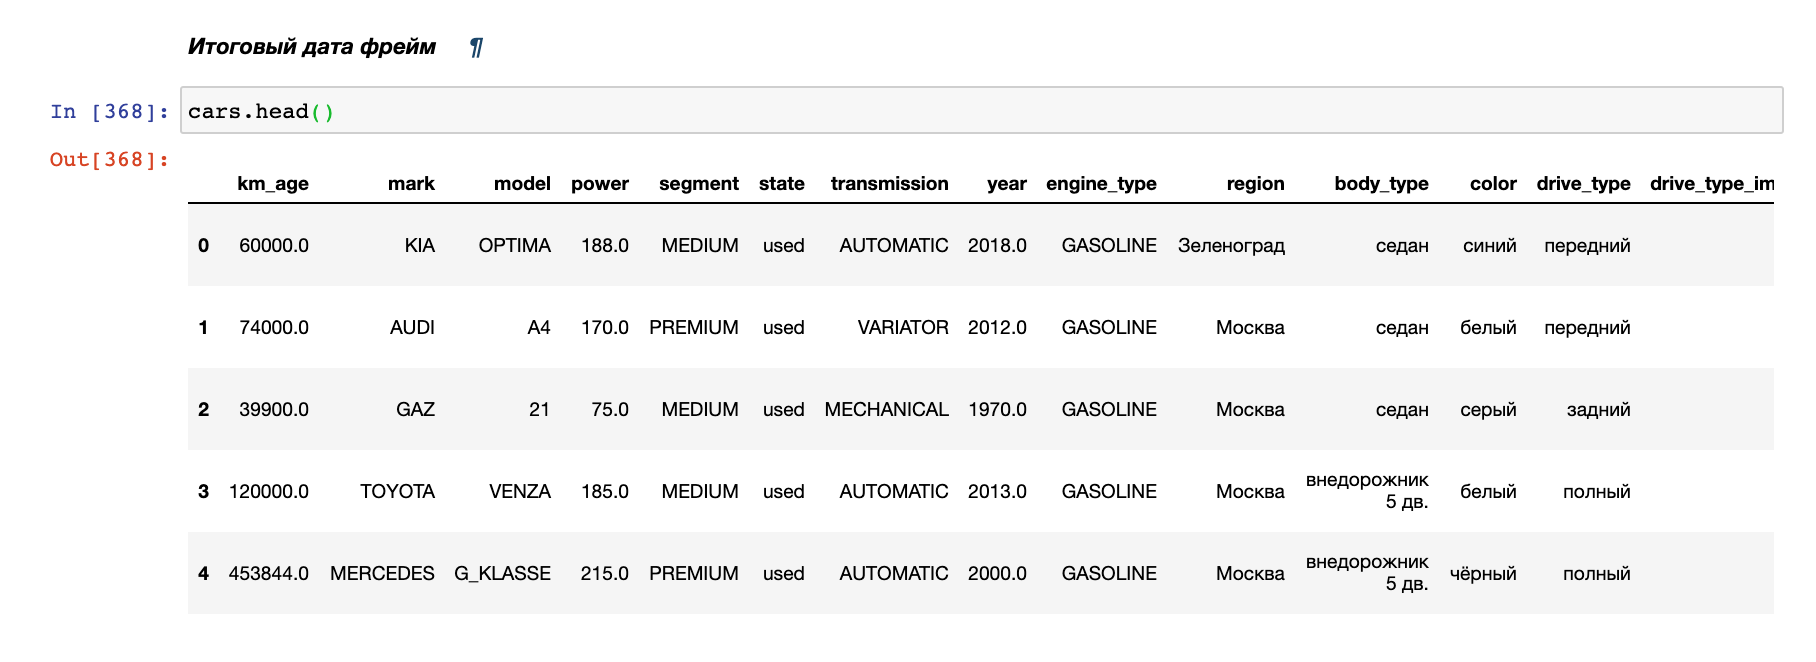 Итоговый дата фрейм ¶
In [368]: cars.head()
Out[368]:
km_age mark model power segment state transmission year engine_type region body_type color drive_type drive_type_im
0 60000.0 KIA OPTIMA 188.0 MEDIUM used AUTOMATIC 2018.0 GASOLINE Зеленоград седан синий передний
1 74000.0 AUDI A4 170.0 PREMIUM used VARIATOR 2012.0 GASOLINE Москва седан белый передний
2 39900.0 GAZ 21 75.0 MEDIUM used MECHANICAL 1970.0 GASOLINE Москва седан серый задний
3 120000.0 TOYOTA VENZA 185.0 MEDIUM used AUTOMATIC 2013.0 GASOLINE Москва внедорожник 5 дв. белый полный
4 453844.0 MERCEDES G_KLASSE 215.0 PREMIUM used AUTOMATIC 2000.0 GASOLINE Москва внедорожник 5 дв. чёрный полный